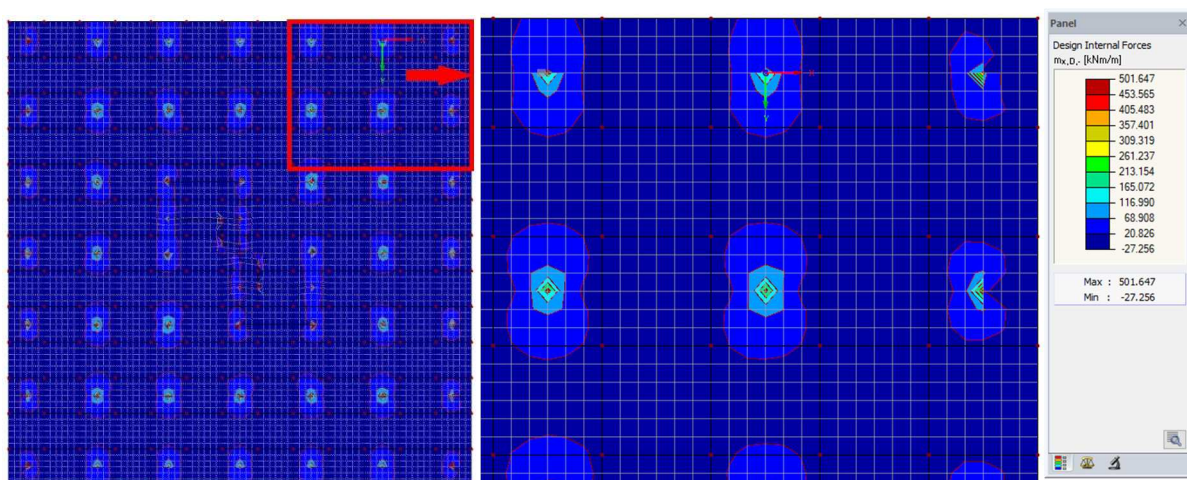 Panel
Design Internal Forces
mx,D,- [kNm/m]
501.647
453.565
405.483
357.401
309.319
261.237
213.154
165.072
116.990
68.908
20.826
-27.256
Max : 501.647
Min : -27.256